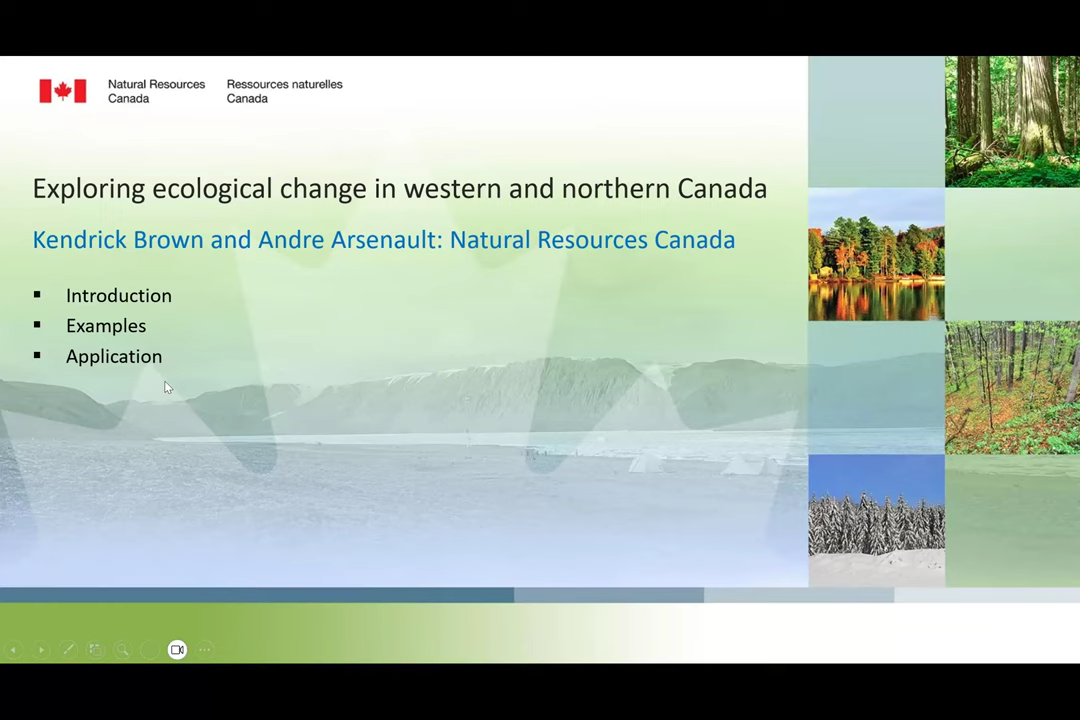 Natural Resources Canada
Ressources naturelles Canada
Exploring ecological change in western and northern Canada
Kendrick Brown and Andre Arsenault: Natural Resources Canada
▪ Introduction
▪ Examples
▪ Application